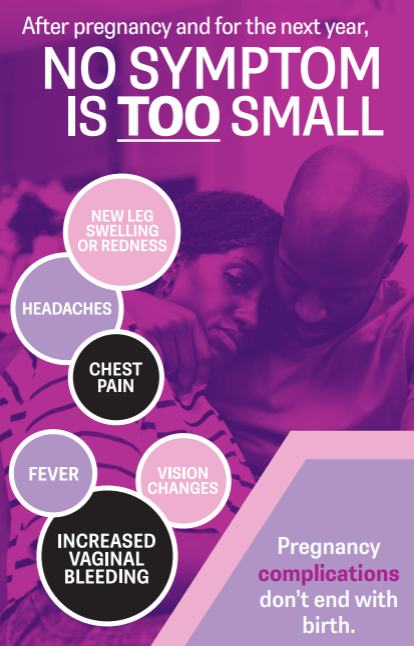 After pregnancy and for the next year,
NO SYMPTOM
IS TOO SMALL
NEW LEG
SWELLING
OR REDNESS
HEADACHES
CHEST
PAIN
FEVER
VISION
CHANGES
INCREASED
VAGINAL
BLEEDING
Pregnancy
complications
don't end with
birth.